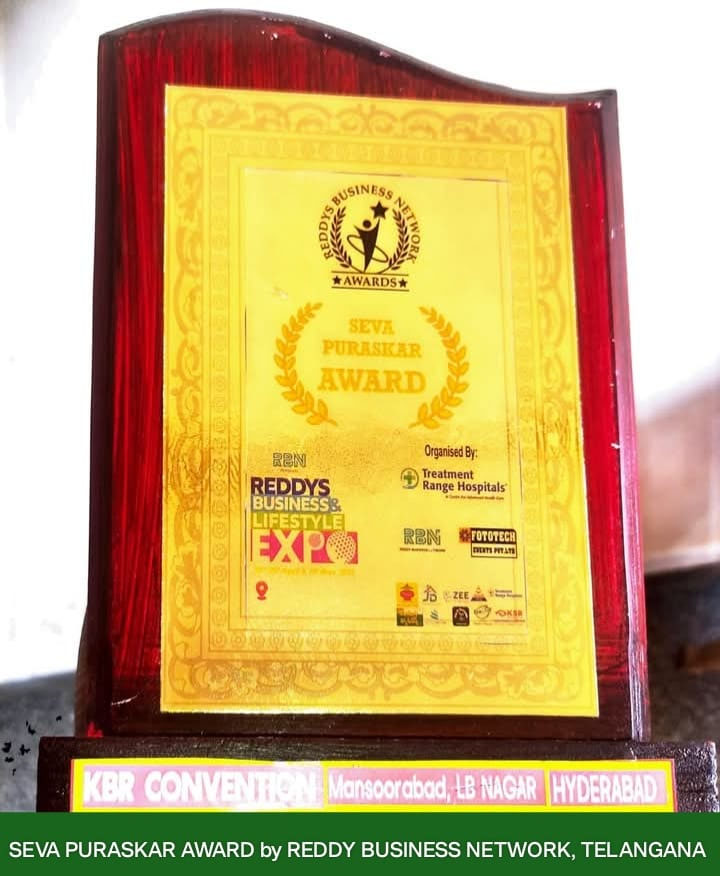 REDDYS BUSINESS NETWORK
★AWARDS★
SEVA
PURASKAR
AWARD
Organised By:
Treatment
Range Hospitals
RBN
REDDYS
BUSINESS&
LIFESTYLE
EXPO
RBN
FOTOTECH
EVENTS PVT.LTD
ZEE
KSB
KBR CONVENTION Mansoorabad, LB NAGAR HYDERABAD
SEVA PURASKAR AWARD by REDDY BUSINESS NETWORK, TELANGANA